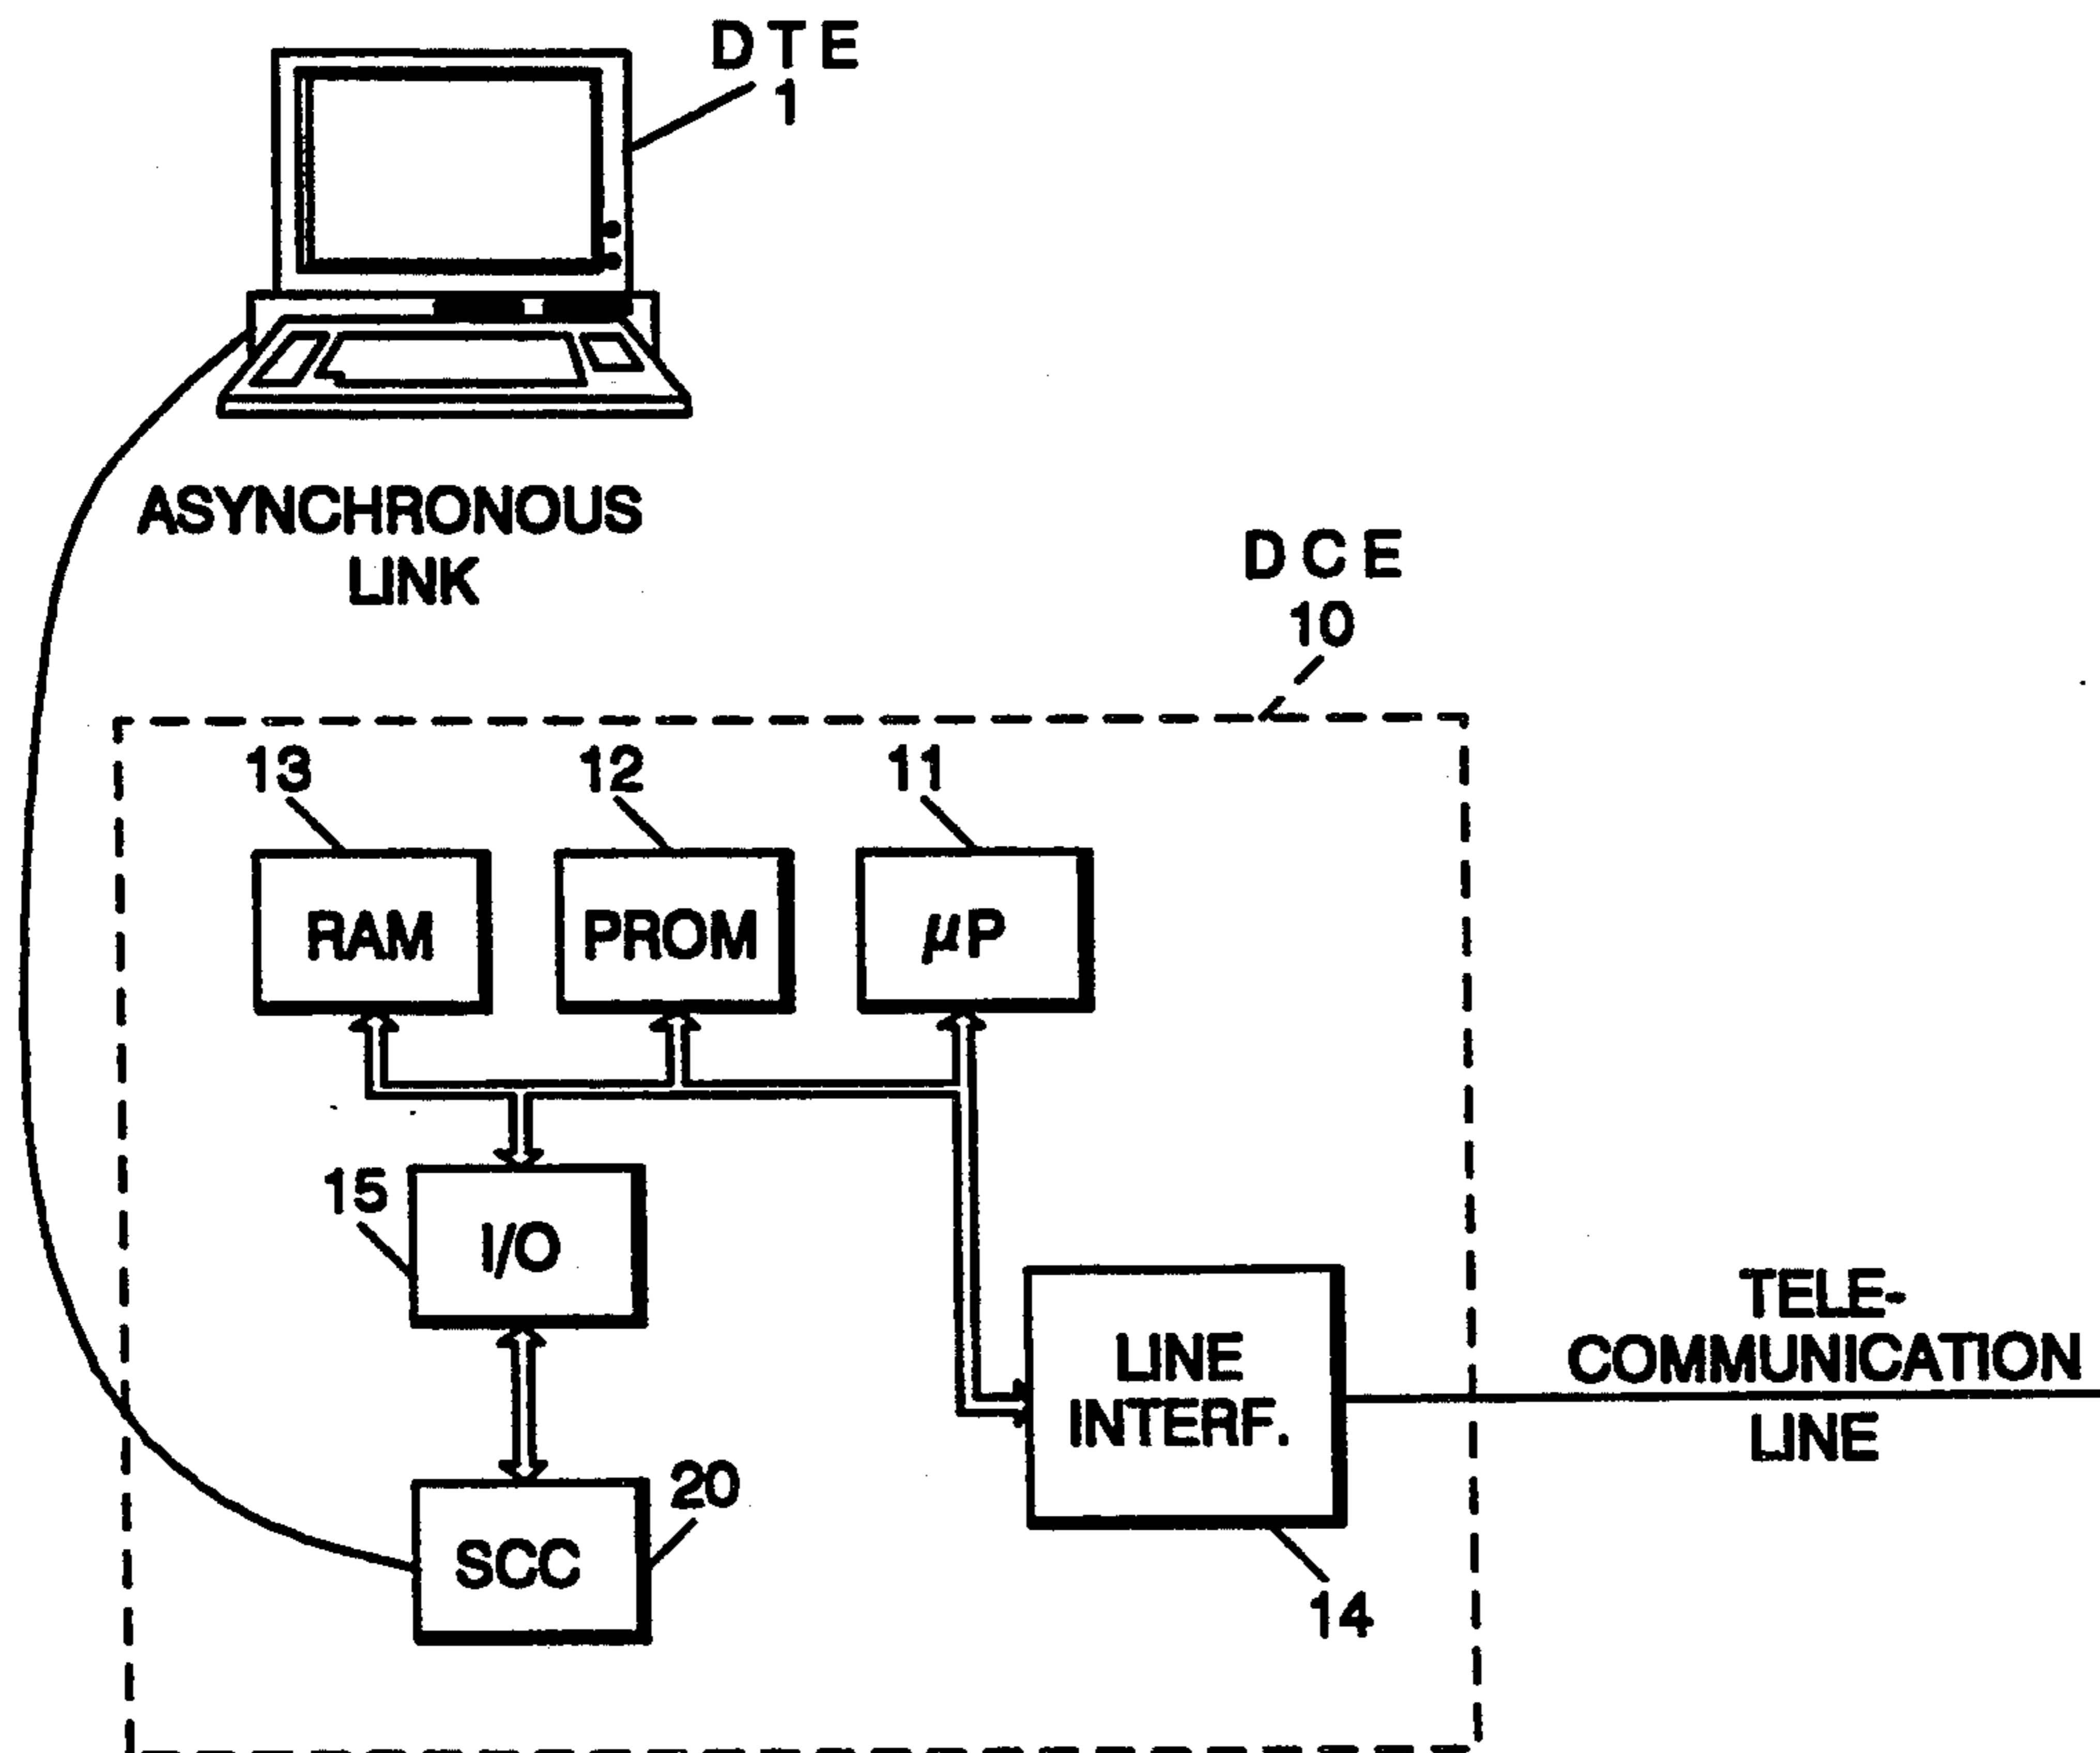 DTE
1
ASYNCHRONOUS
LINK
DCE
10
13
12
11
RAM
PROM
µP
15
I/O
LINE
INTERF.
TELE-
COMMUNICATION
LINE
20
SCC
14